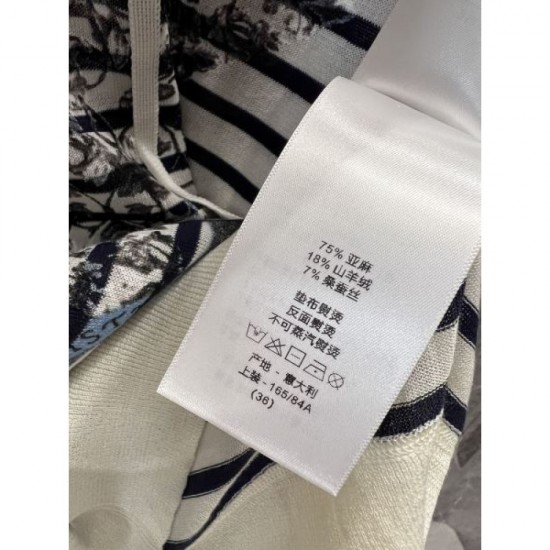 75% 亚麻
18% 山羊绒
7% 桑蚕丝
垫布熨烫
反面熨烫
不可蒸汽熨烫
产地 - 意大利
上装 - 165/84A
(36)